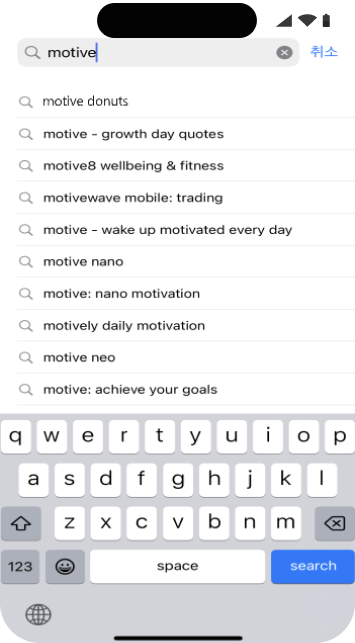 motive
취소
motive donuts
motive - growth day quotes
motive8 wellbeing & fitness
motivewave mobile: trading
motive - wake up motivated every day
motive nano
motive: nano motivation
motively daily motivation
motive neo
motive: achieve your goals
q w e r t y u i o p
a s d f g h j k l
z x c v b n m
123 space search